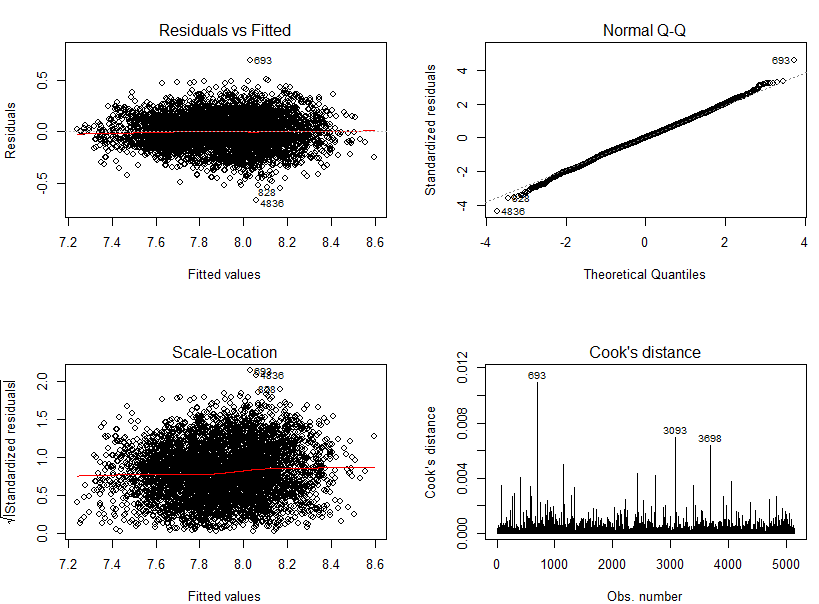 Residuals vs Fitted
Residuals
0.5
0.0
-0.5
693
828
4836
7.2 7.4 7.6 7.8 8.0 8.2 8.4 8.6
Fitted values
Normal Q-Q
Standardized residuals
4
2
0
-2
-4
693
828
4836
-4 -2 0 2 4
Theoretical Quantiles
Scale-Location
√|Standardized residuals|
2.0
1.5
1.0
0.5
0.0
693
4836
828
7.2 7.4 7.6 7.8 8.0 8.2 8.4 8.6
Fitted values
Cook's distance
Cook's distance
0.012
0.008
0.004
0.000
693
3093
3698
0 1000 2000 3000 4000 5000
Obs. number